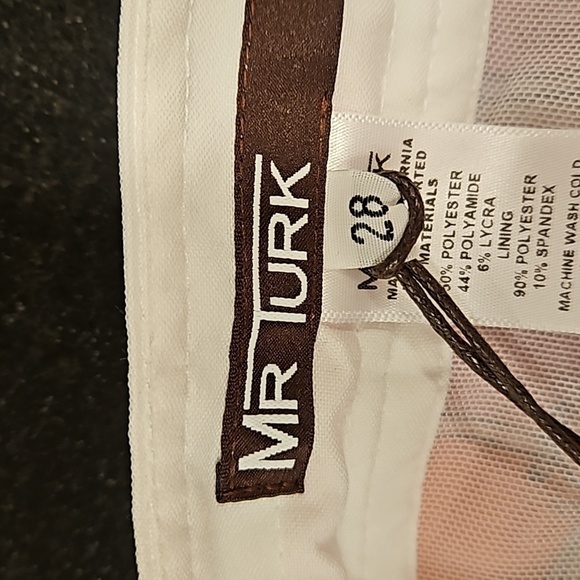 MR TURK
28
MATERIALS
44% POLYAMIDE
6% LYCRA
LINING
90% POLYESTER
10% SPANDEX
MACHINE WASH COLD